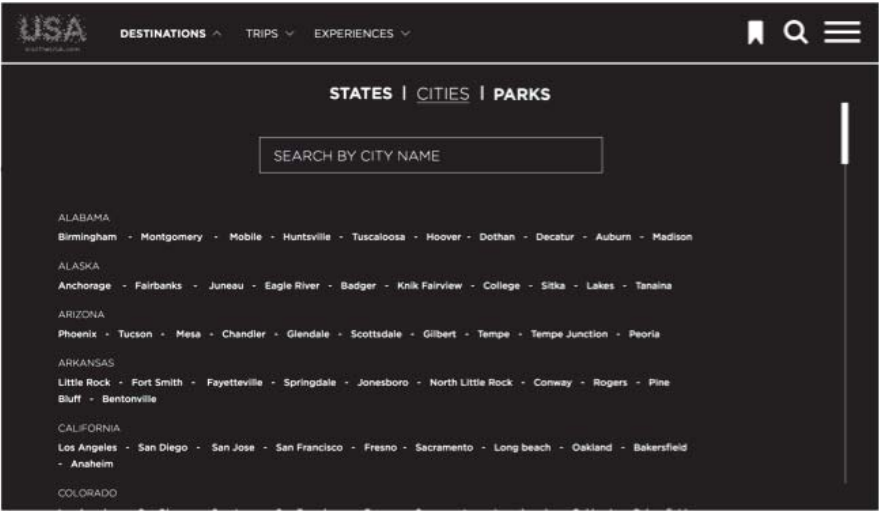 USA
VisitTheUSA.com
DESTINATIONS TRIPS EXPERIENCES
STATES | CITIES | PARKS
SEARCH BY CITY NAME
ALABAMA
Birmingham - Montgomery - Mobile - Huntsville - Tuscaloosa - Hoover - Dothan - Decatur - Auburn - Madison
ALASKA
Anchorage - Fairbanks - Juneau - Eagle River - Badger - Knik Fairview - College - Sitka - Lakes - Tanaina
ARIZONA
Phoenix - Tucson - Mesa - Chandler - Glendale - Scottsdale - Gilbert - Tempe - Tempe Junction - Peoria
ARKANSAS
Little Rock - Fort Smith - Fayetteville - Springdale - Jonesboro - North Little Rock - Conway - Rogers - Pine
Bluff - Bentonville
CALIFORNIA
Los Angeles - San Diego - San Jose - San Francisco - Fresno - Sacramento - Long beach - Oakland - Bakersfield
- Anaheim
COLORADO